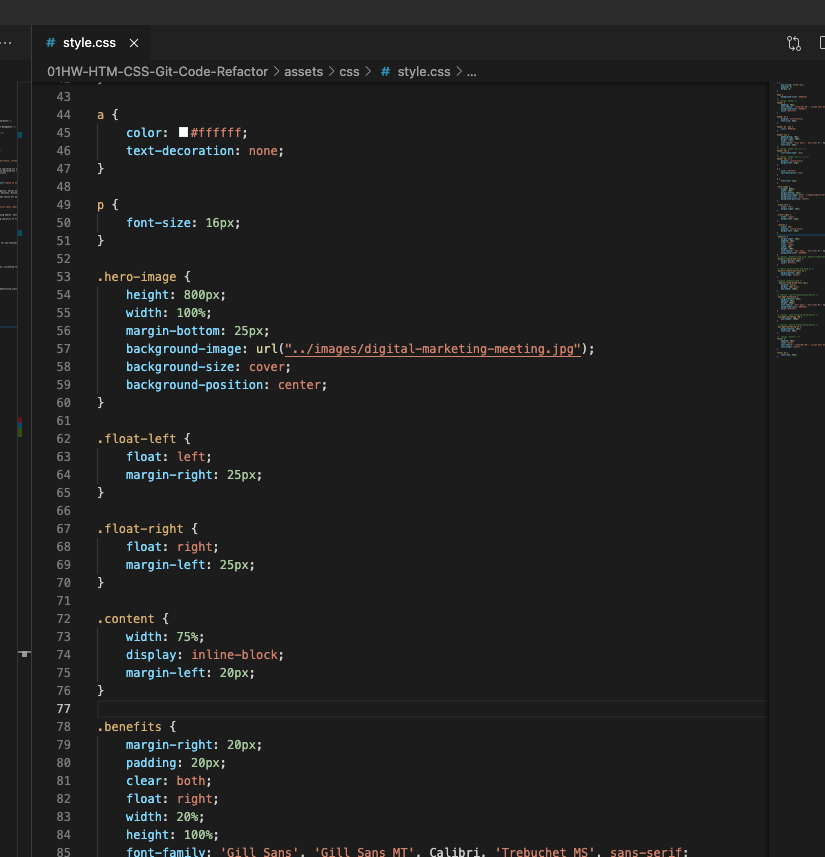 # style.css ×
01HW-HTM-CSS-Git-Code-Refactor > assets > css > # style.css > ...
43
44 a {
45 color: #ffffff;
46 text-decoration: none;
47 }
48
49 p {
50 font-size: 16px;
51 }
52
53 .hero-image {
54 height: 800px;
55 width: 100%;
56 margin-bottom: 25px;
57 background-image: url("../images/digital-marketing-meeting.jpg");
58 background-size: cover;
59 background-position: center;
60 }
61
62 .float-left {
63 float: left;
64 margin-right: 25px;
65 }
66
67 .float-right {
68 float: right;
69 margin-left: 25px;
70 }
71
72 .content {
73 width: 75%;
74 display: inline-block;
75 margin-left: 20px;
76 }
77
78 .benefits {
79 margin-right: 20px;
80 padding: 20px;
81 clear: both;
82 float: right;
83 width: 20%;
84 height: 100%;
85 font-family: 'Gill Sans', 'Gill Sans MT', Calibri, 'Trebuchet MS', sans-serif;